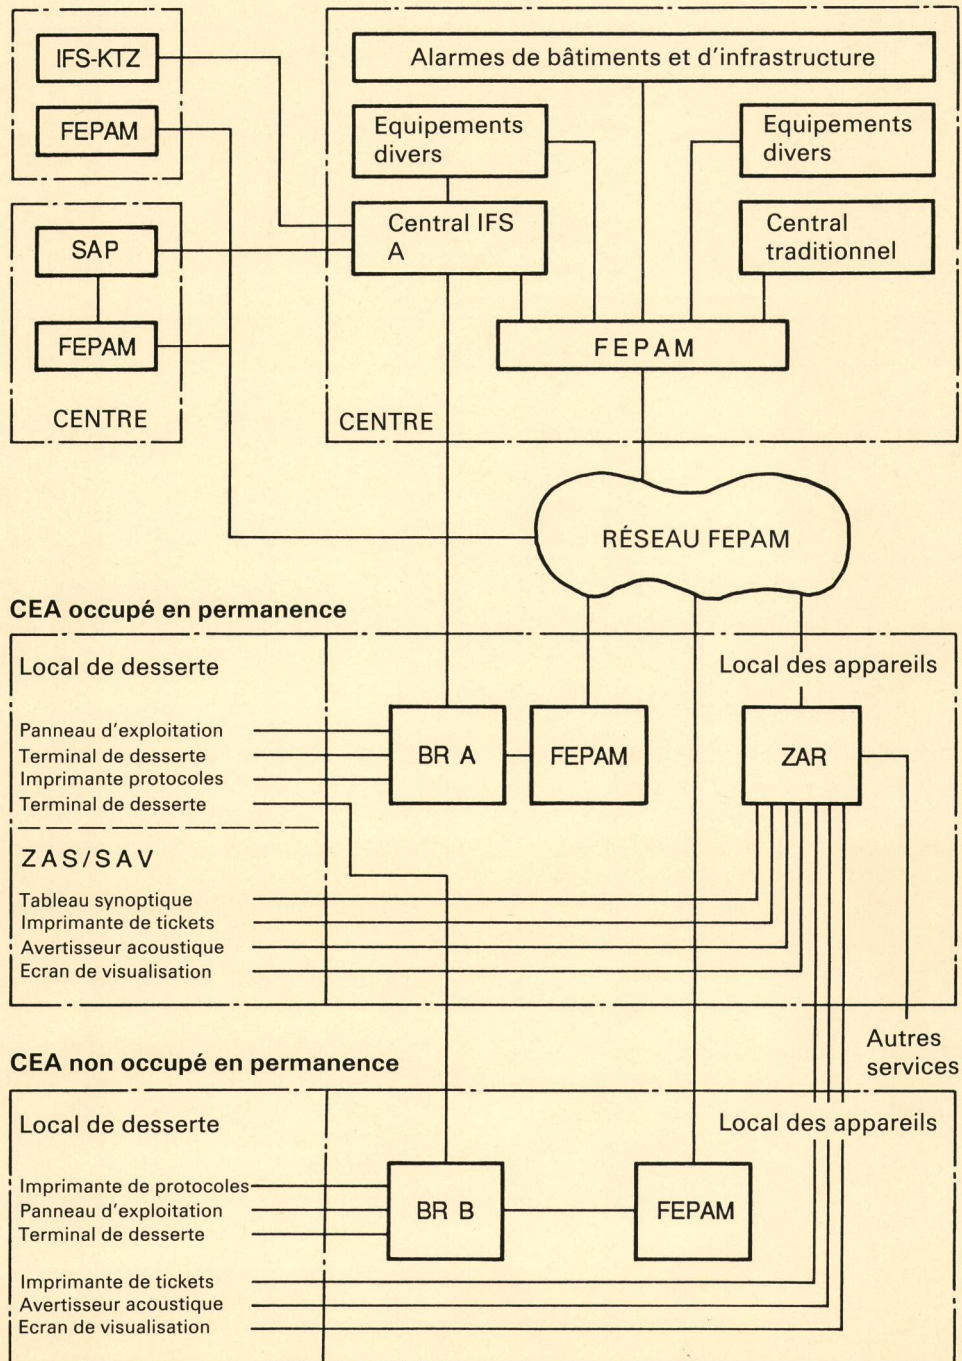 IFS-KTZ
FEPAM
SAP
FEPAM
CENTRE
Alarmes de bâtiments et d'infrastructure
Equipements
divers
Equipements
divers
Central IFS
A
Central
traditionnel
FEPAM
CENTRE
RÉSEAU FEPAM
CEA occupé en permanence
Local de desserte
Panneau d'exploitation
Terminal de desserte
Imprimante protocoles
Terminal de desserte
ZAS/SAV
Tableau synoptique
Imprimante de tickets
Avertisseur acoustique
Ecran de visualisation
Local des appareils
BR A
FEPAM
ZAR
Autres
services
CEA non occupé en permanence
Local de desserte
Imprimante de protocoles
Panneau d'exploitation
Terminal de desserte
Imprimante de tickets
Avertisseur acoustique
Ecran de visualisation
Local des appareils
BR B
FEPAM